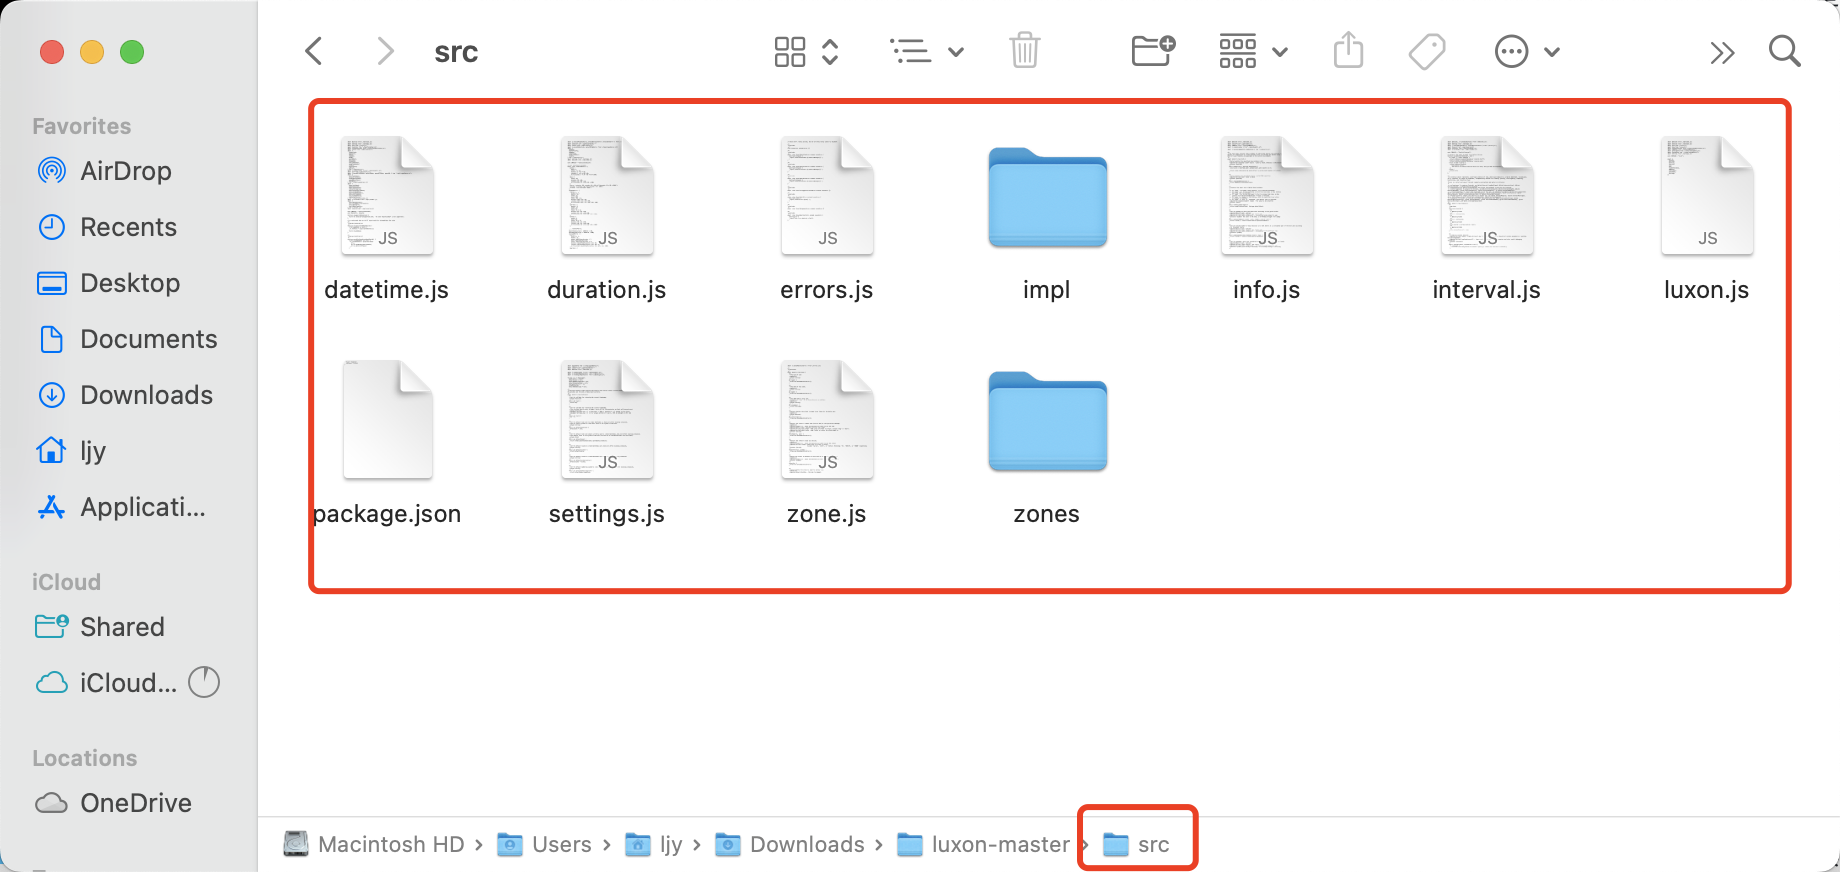 src
Favorites
AirDrop
Recents
Desktop
Documents
Downloads
ljy
Applicati...
iCloud
Shared
iCloud...
Locations
OneDrive
JS JS JS JS JS JS
datetime.js duration.js errors.js impl info.js interval.js luxon.js
JS JS
package.json settings.js zone.js zones
Macintosh HD › Users › ljy › Downloads › luxon-master › src